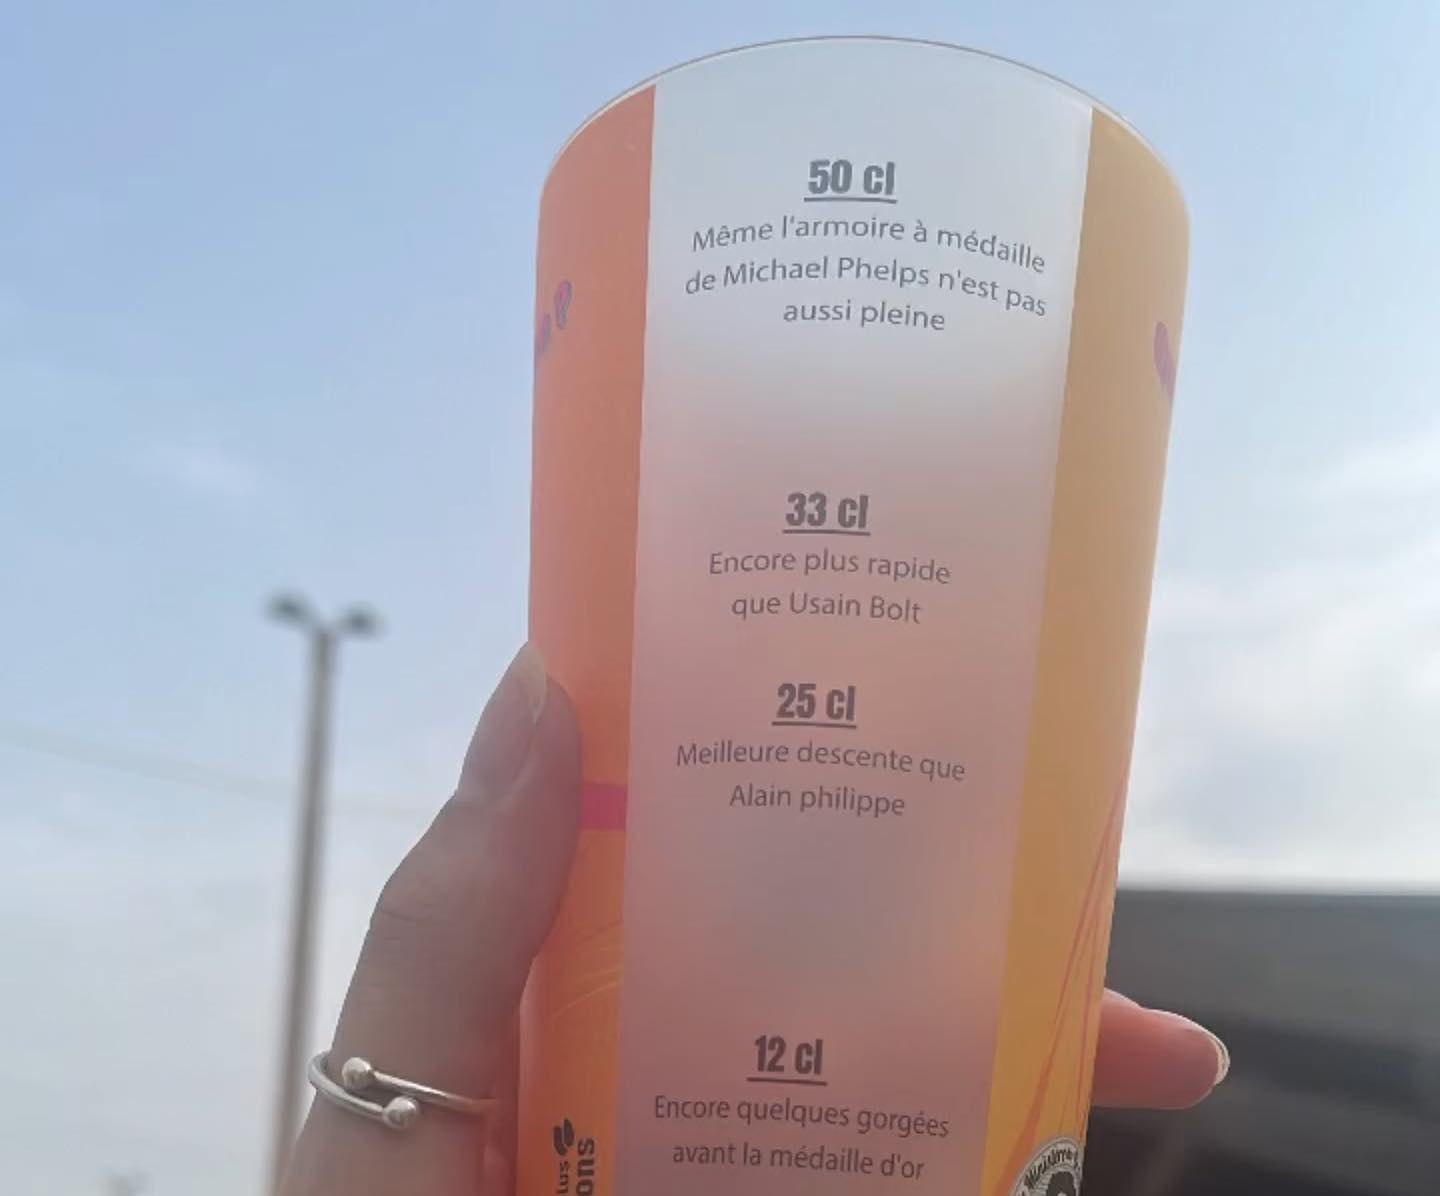 50 cl
Même l'armoire à médaille
de Michael Phelps n'est pas
aussi pleine
33 cl
Encore plus rapide
que Usain Bolt
25 cl
Meilleure descente que
Alain philippe
12 cl
Encore quelques gorgées
avant la médaille d'or